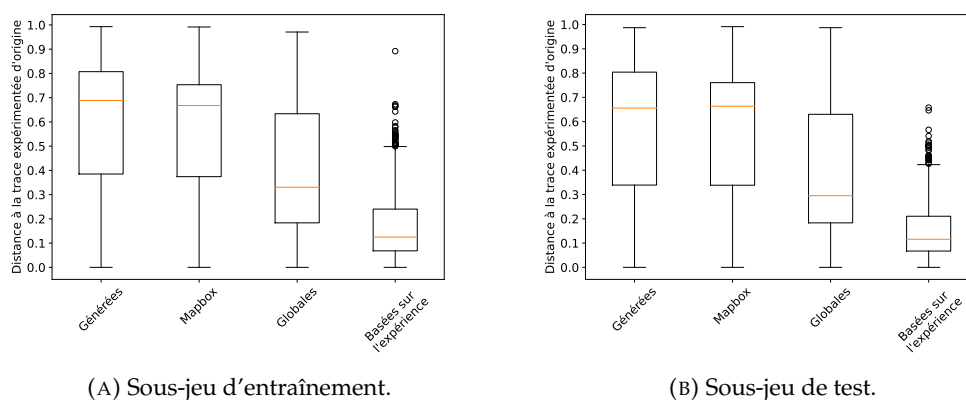 Distance à la trace expérimentée d'origine
1.0
0.9
0.8
0.7
0.6
0.5
0.4
0.3
0.2
0.1
0.0
Générées
Mapbox
Globales
Basées sur
l'expérience
(A) Sous-jeu d'entraînement.
Distance à la trace expérimentée d'origine
1.0
0.9
0.8
0.7
0.6
0.5
0.4
0.3
0.2
0.1
0.0
Générées
Mapbox
Globales
Basées sur
l'expérience
(B) Sous-jeu de test.